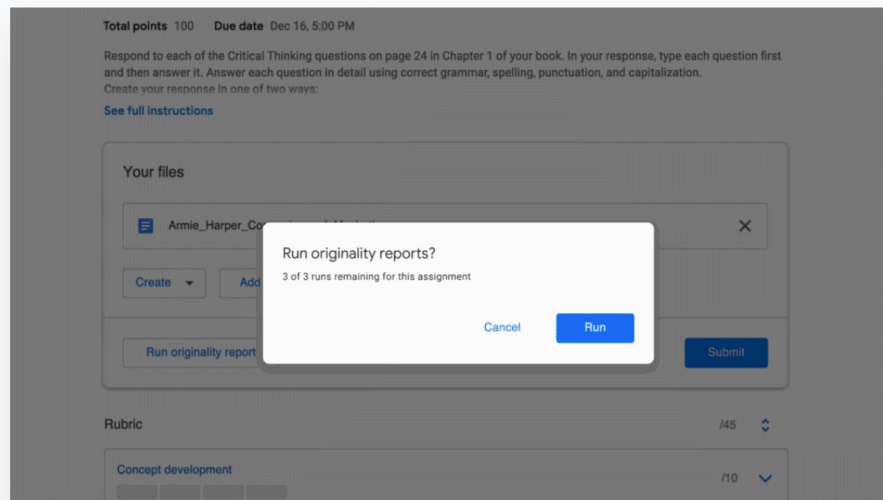 Total points 100 Due date Dec 16, 5:00 PM
Respond to each of the Critical Thinking questions on page 24 in Chapter 1 of your book. In your response, type each question first
and then answer it. Answer each question in detail using correct grammar, spelling, punctuation, and capitalization.
Create your response in one of two ways:
See full instructions
Your files
Armie_Harper_
Create
Add
Run originality reports?
3 of 3 runs remaining for this assignment
Cancel
Run
Run originality report
Submit
Rubric
/45
Concept development
/10